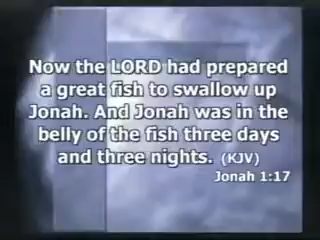 Now the LORD had prepared
a great fish to swallow up
Jonah. And Jonah was in the
belly of the fish three days
and three nights. (KJV)
Jonah 1:17